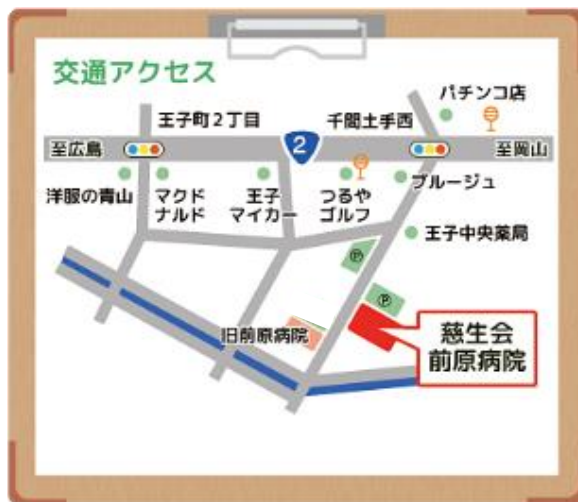 交通アクセス
パチンコ店
王子町2丁目
千間土手西
至広島
2
至岡山
洋服の青山
マクド
ナルド
王子
マイカー
つるや
ゴルフ
ブルージュ
王子中央薬局
P
P
旧前原病院
慈生会
前原病院